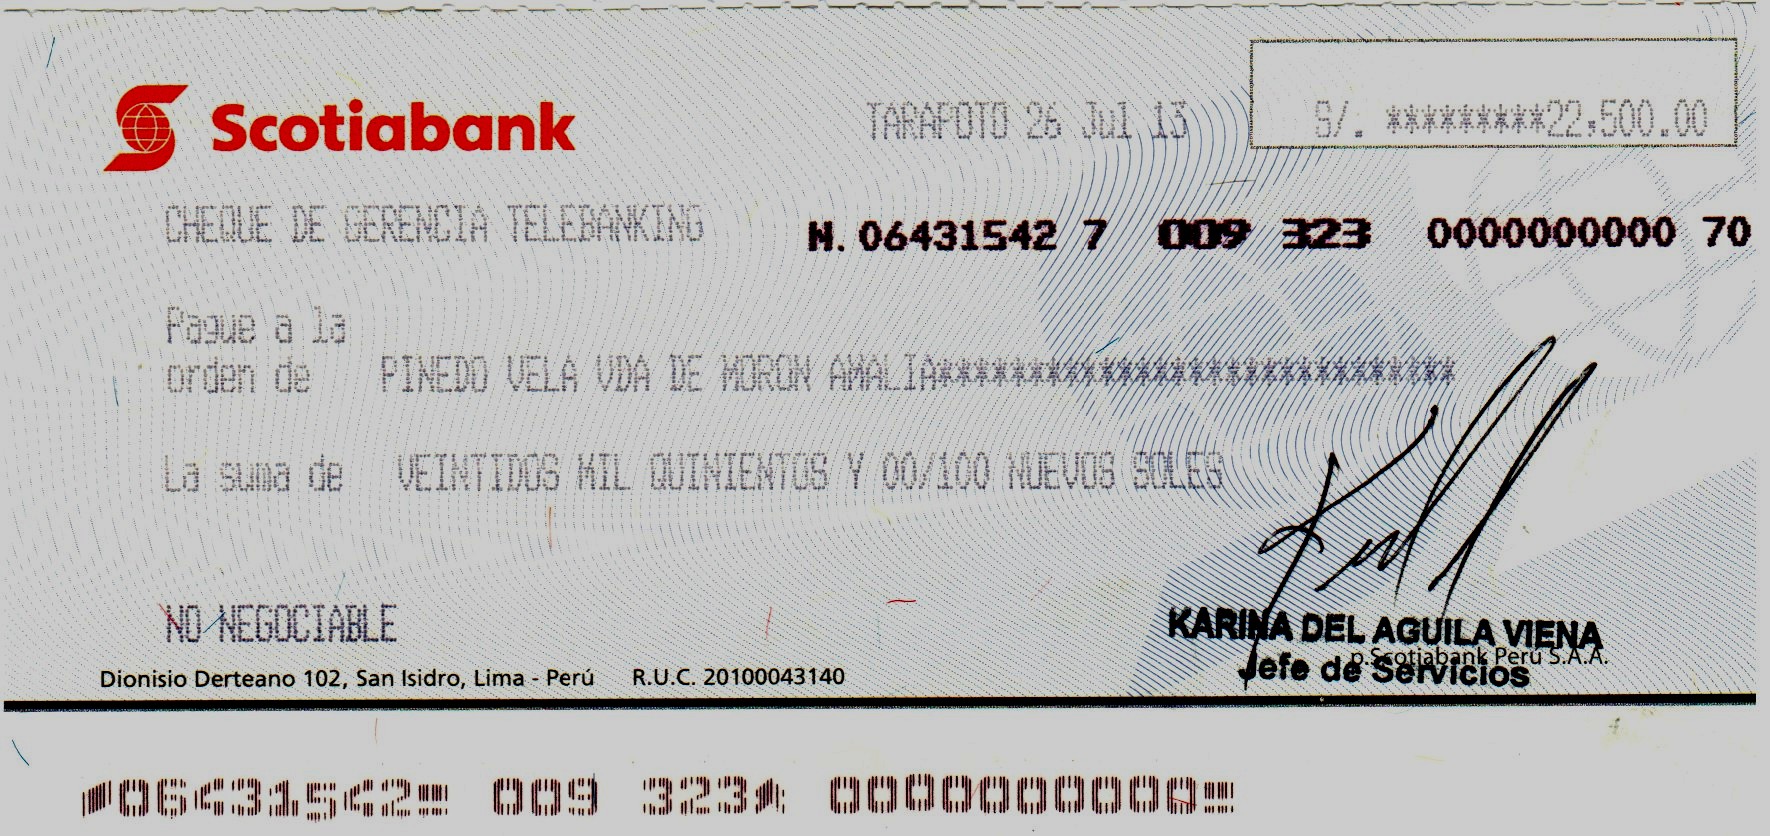 Scotiabank
TARAPOTO 26 Jul 13
S/. *********22,500.00
CHEQUE DE GERENCIA TELEBANKING
N. 06431542 7 009 323 0000000000 70
Pague a la
orden de PINEDO VELA VDA DE MORON AMALIA*****************************
La suma de VEINTIDOS MIL QUINIENTOS Y 00/100 NUEVOS SOLES
NO NEGOCIABLE
KARINA DEL AGUILA VIENA
p.Scotiabank Perú S.A.A.
Jefe de Servicios
Dionisio Derteano 102, San Isidro, Lima - Perú R.U.C. 20100043140
⑈06431542⑈ 009 323⑆ 0000000000⑈